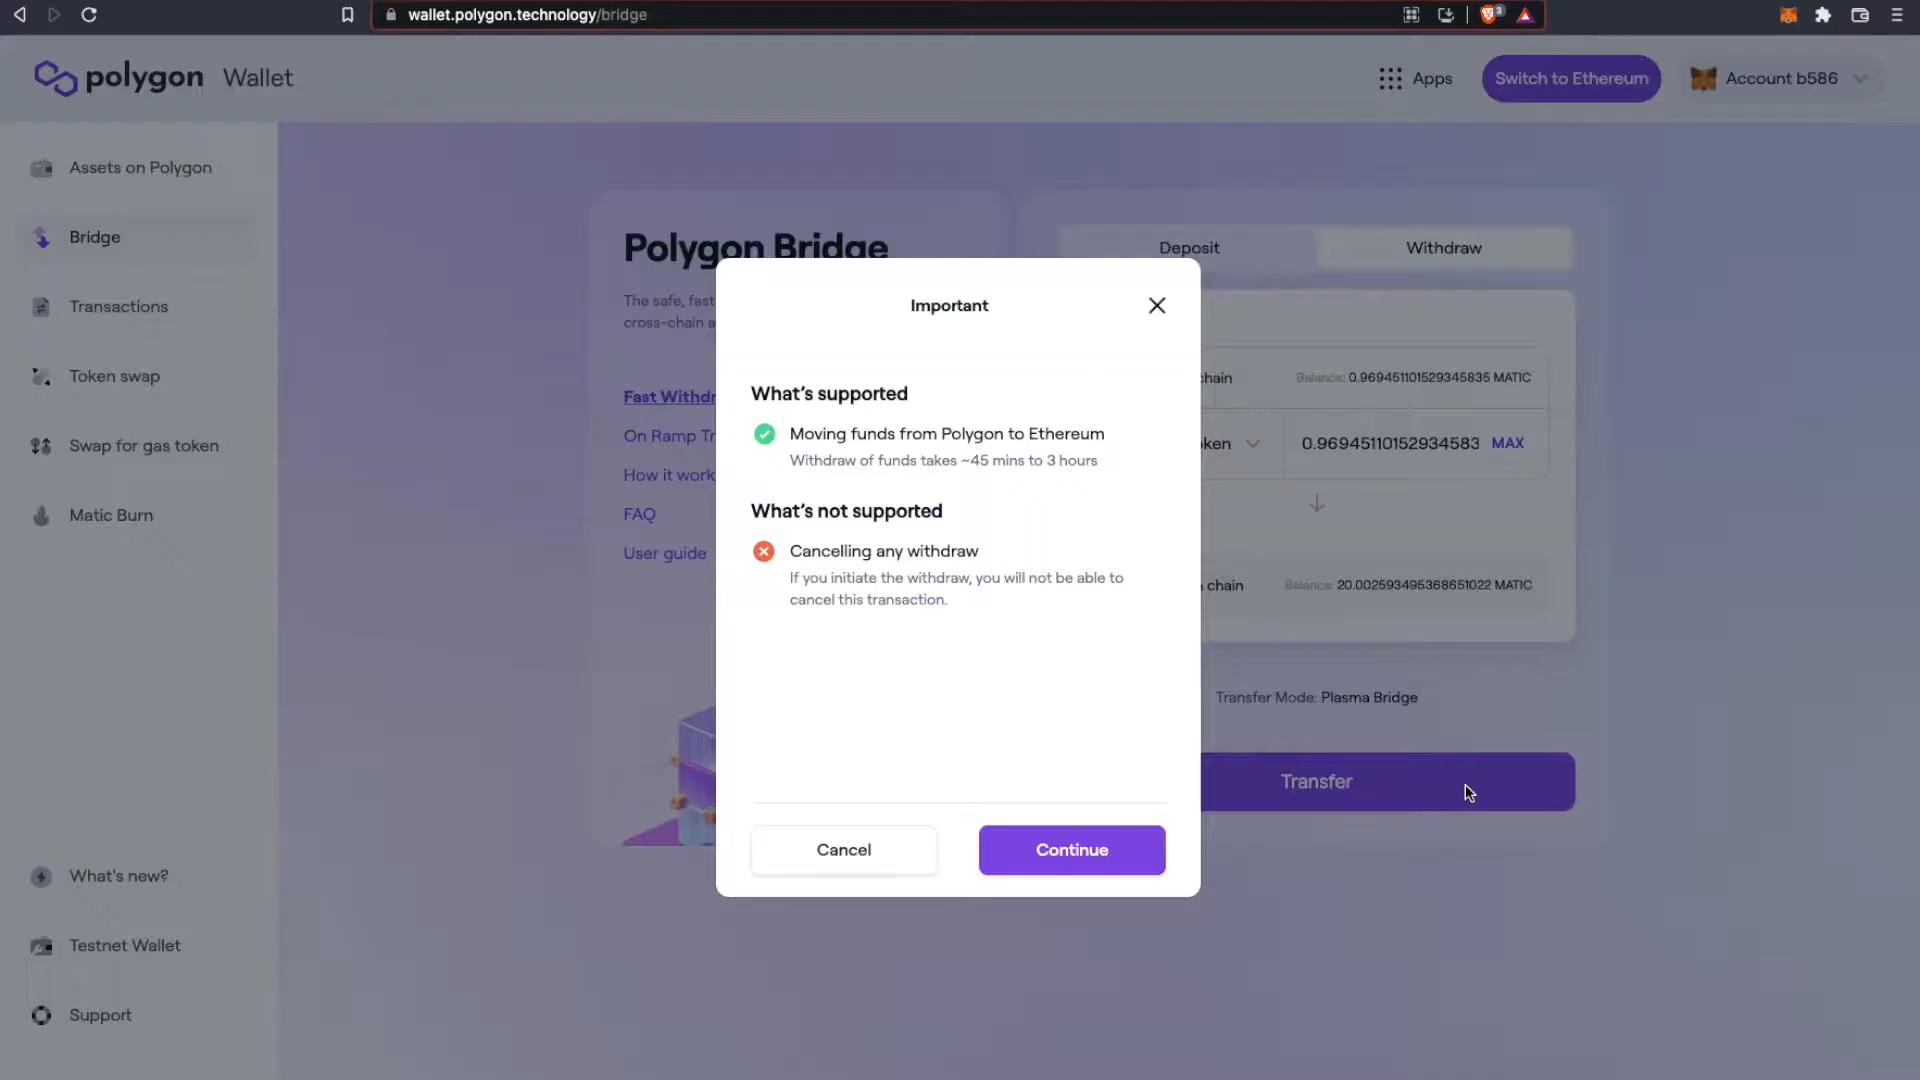 wallet.polygon.technology/bridge
3
polygon Wallet
Apps
Switch to Ethereum
Account b586
Assets on Polygon
Bridge
Transactions
Token swap
Swap for gas token
Matic Burn
What's new?
Testnet Wallet
Support
Polygon Bridge
The safe, fast
cross-chain a
Fast Withdr
On Ramp Tr
How it work
FAQ
User guide
Deposit
Withdraw
chain
Balance: 0.969451101529345835 MATIC
ken
0.96945110152934583
MAX
chain
Balance: 20.002593495368651022 MATIC
Transfer Mode: Plasma Bridge
Transfer
Important
What's supported
Moving funds from Polygon to Ethereum
Withdraw of funds takes ~45 mins to 3 hours
What's not supported
Cancelling any withdraw
If you initiate the withdraw, you will not be able to
cancel this transaction.
Cancel
Continue